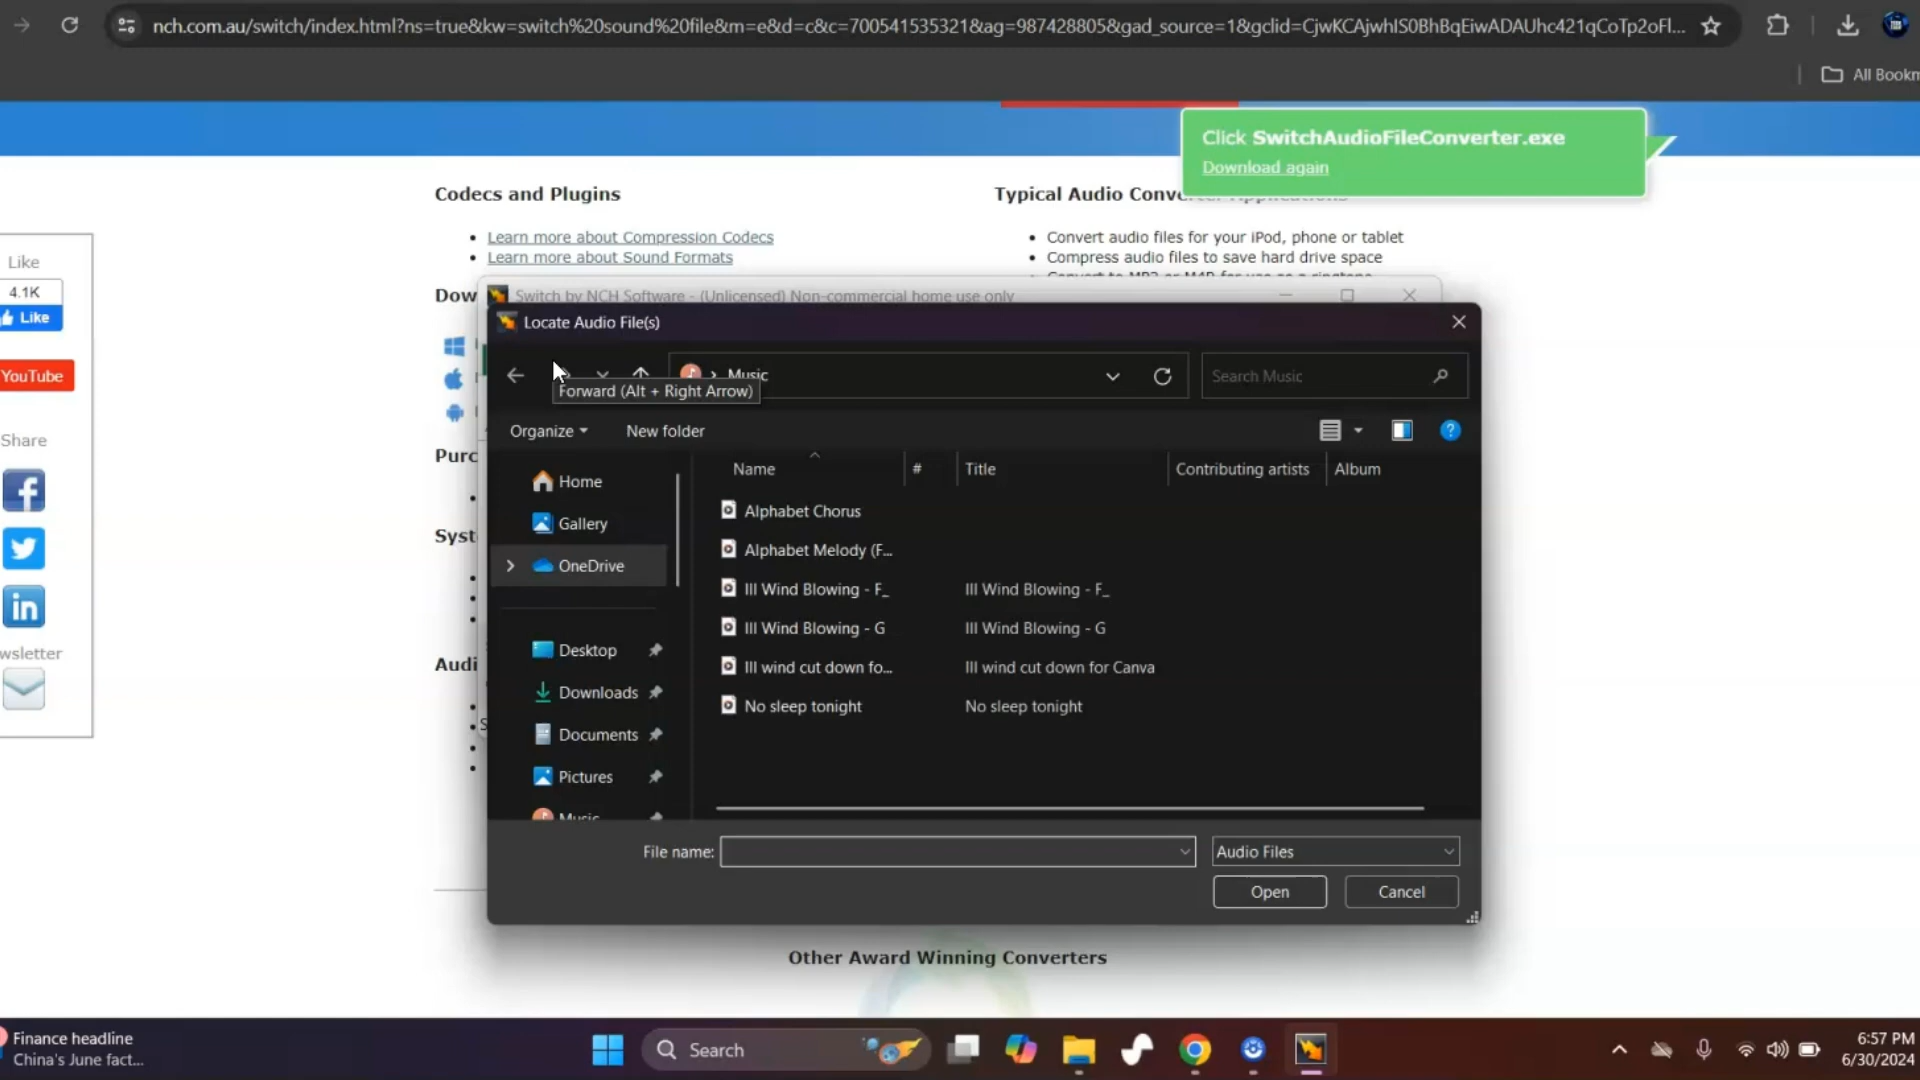 nch.com.au/switch/index.html?ns=true&kw=switch%20sound%20file&m=e&d=c&c=700541535321&ag=987428805&gad_source=1&gclid=CjwKCAjwhIS0BhBqEiwADAUhc421qCoTp2oFl...
All Bookm
Click SwitchAudioFileConverter.exe
Download again
Codecs and Plugins
Typical Audio Conv
Learn more about Compression Codecs
Convert audio files for your iPod, phone or tablet
Learn more about Sound Formats
Compress audio files to save hard drive space
Like
4.1K
Like
YouTube
Share
wsletter
Dow
Purc
Syst
Audi
Switch by NCH Software - (Unlicensed) Non-commercial home use only
Locate Audio File(s)
Music
Search Music
Forward (Alt + Right Arrow)
Organize
New folder
Name
#
Title
Contributing artists
Album
Home
Gallery
OneDrive
Desktop
Downloads
Documents
Pictures
Music
Alphabet Chorus
Alphabet Melody (F...
Ill Wind Blowing - F_
Ill Wind Blowing - F_
Ill Wind Blowing - G
Ill Wind Blowing - G
Ill wind cut down fo...
Ill wind cut down for Canva
No sleep tonight
No sleep tonight
File name:
Audio Files
Open
Cancel
Other Award Winning Converters
Finance headline
China's June fact...
Search
6:57 PM
6/30/2024